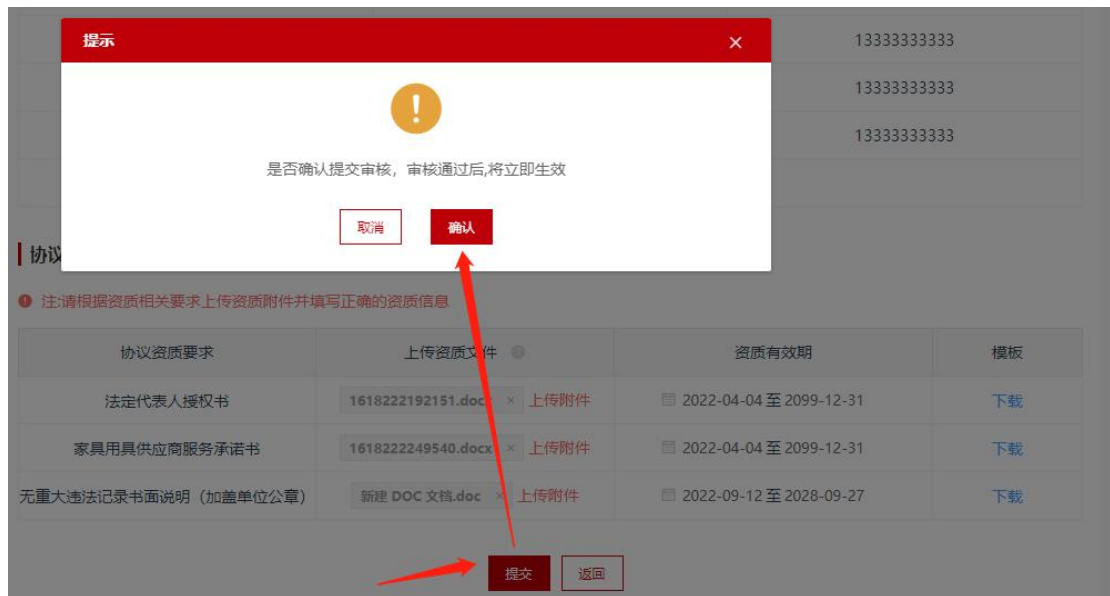 提示 ×
13333333333
13333333333
13333333333
是否确认提交审核，审核通过后,将立即生效
取消 确认
协议
注:请根据资质相关要求上传资质附件并填写正确的资质信息
协议资质要求 上传资质文件 资质有效期 模板
法定代表人授权书 1618222192151.docx × 上传附件 2022-04-04 至 2099-12-31 下载
家具用具供应商服务承诺书 1618222249540.docx × 上传附件 2022-04-04 至 2099-12-31 下载
无重大违法记录书面说明（加盖单位公章） 新建 DOC 文档.doc × 上传附件 2022-09-12 至 2028-09-27 下载
提交 返回